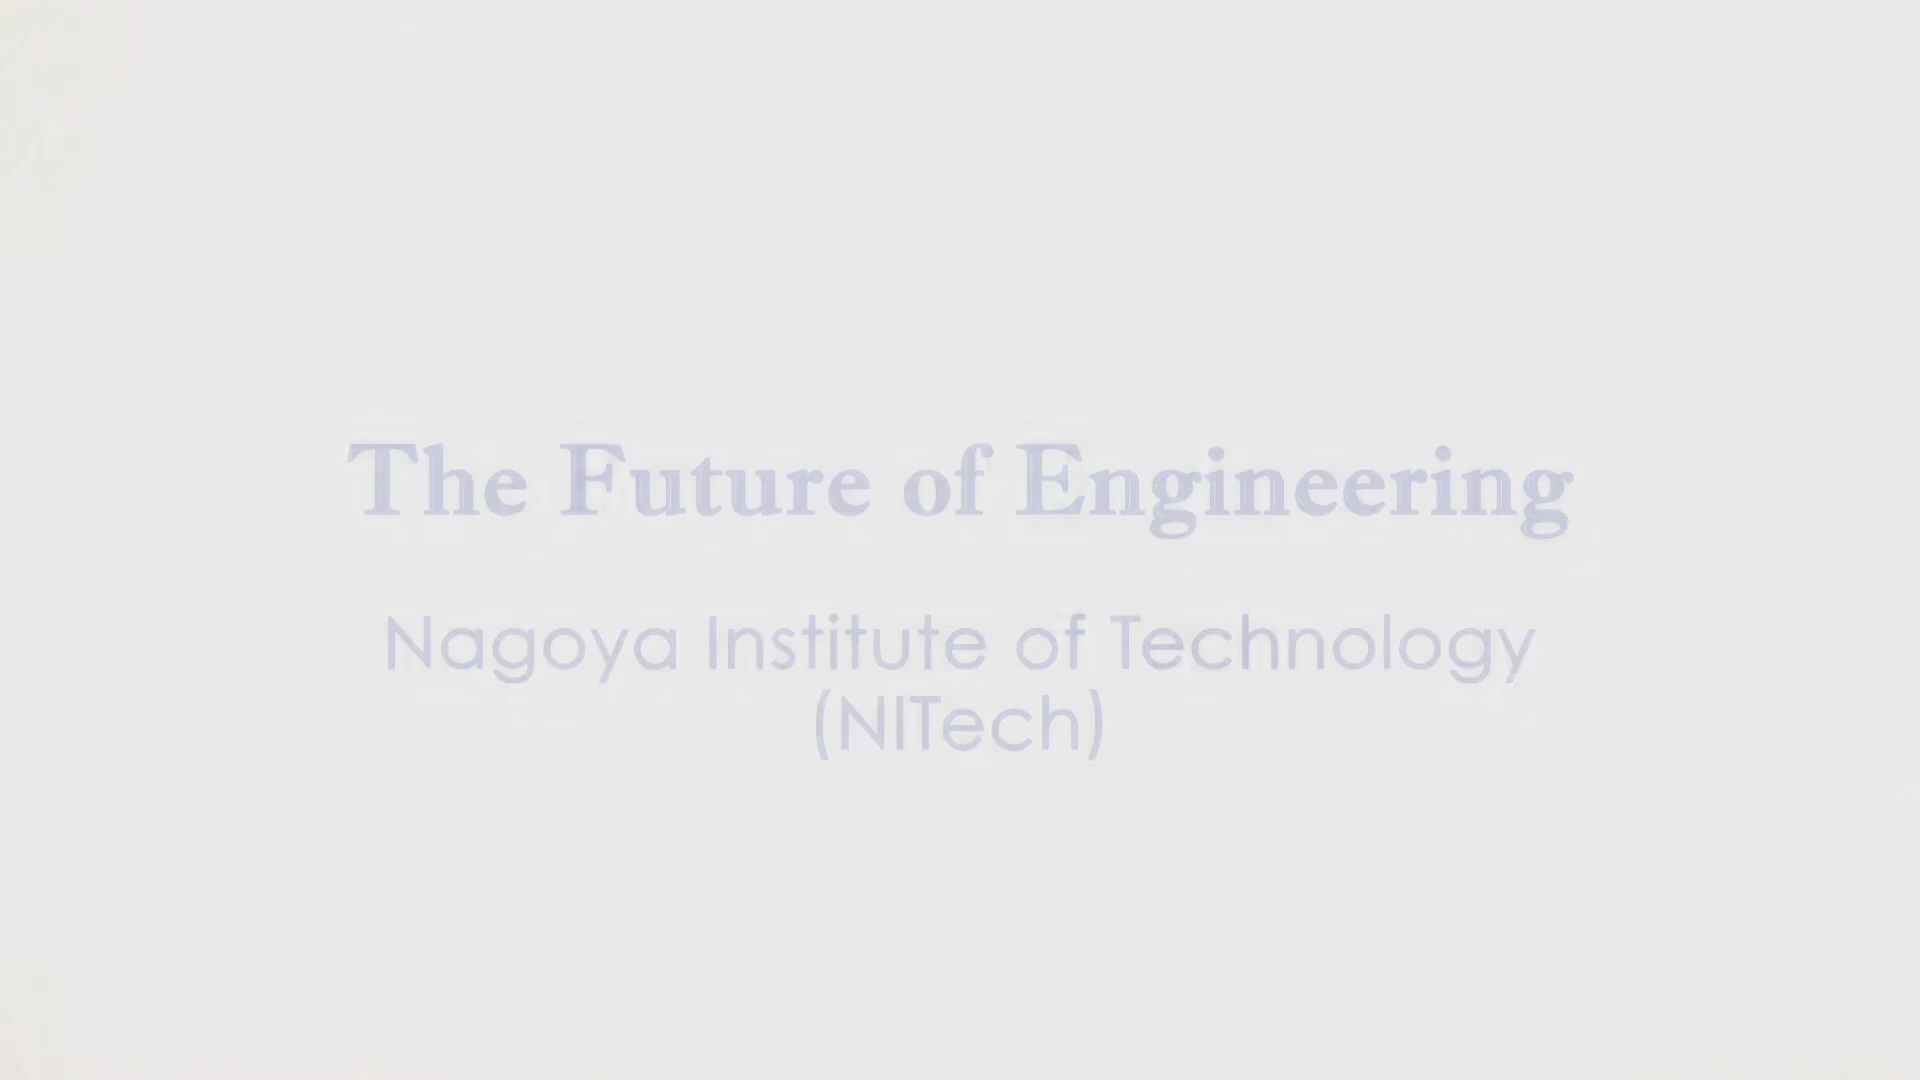 The Future of Engineering
Nagoya Institute of Technology
(NITech)